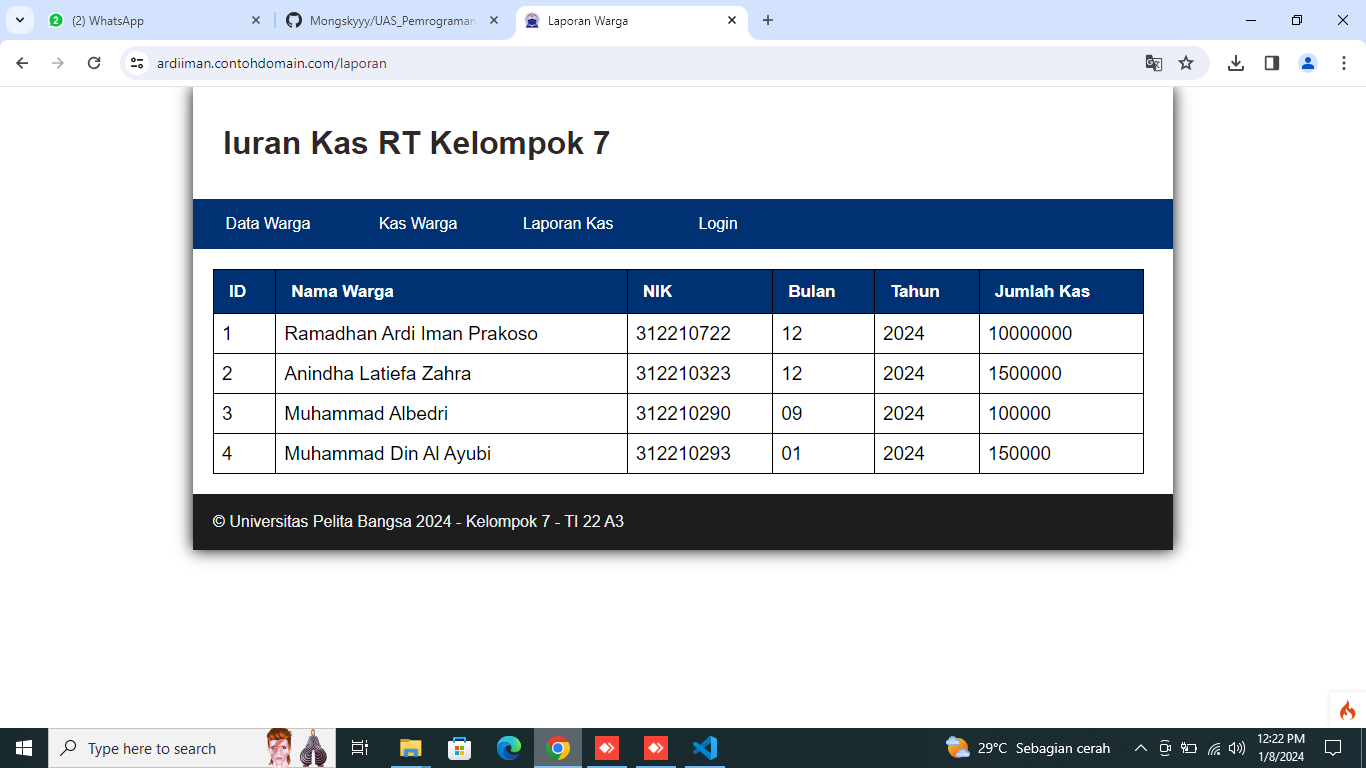 (2) WhatsApp
Mongskyyy/UAS_Pemrograman
Laporan Warga
ardiiman.contohdomain.com/laporan
Iuran Kas RT Kelompok 7
Data Warga Kas Warga Laporan Kas Login
ID Nama Warga NIK Bulan Tahun Jumlah Kas
1 Ramadhan Ardi Iman Prakoso 312210722 12 2024 10000000
2 Anindha Latiefa Zahra 312210323 12 2024 1500000
3 Muhammad Albedri 312210290 09 2024 100000
4 Muhammad Din Al Ayubi 312210293 01 2024 150000
© Universitas Pelita Bangsa 2024 - Kelompok 7 - TI 22 A3
Type here to search
29°C Sebagian cerah
12:22 PM
1/8/2024